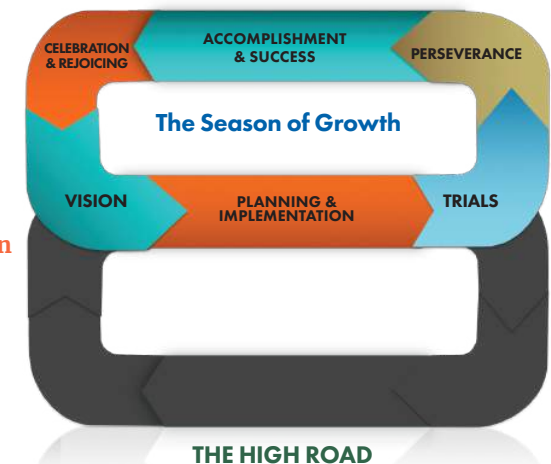 CELEBRATION
& REJOICING
ACCOMPLISHMENT
& SUCCESS
PERSEVERANCE
The Season of Growth
VISION
PLANNING &
IMPLEMENTATION
TRIALS
n
THE HIGH ROAD